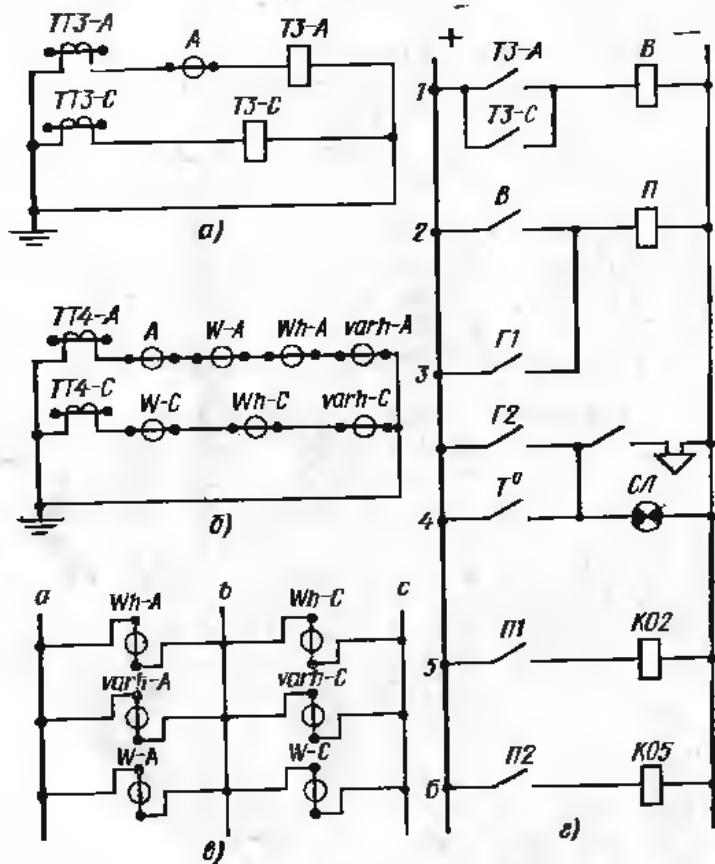 ТТ3-А
А
Т3-А
ТТ3-С
Т3-С
а)
ТТ4-А
А
W-A
Wh-A
varh-A
ТТ4-С
W-C
Wh-C
varh-C
б)
a
b
c
Wh-A
Wh-C
varh-A
varh-C
W-A
W-C
в)
+
−
1
Т3-А
В
Т3-С
2
В
П
3
Г1
Г2
4
Т°
СЛ
5
П1
КО2
6
П2
КО5
г)